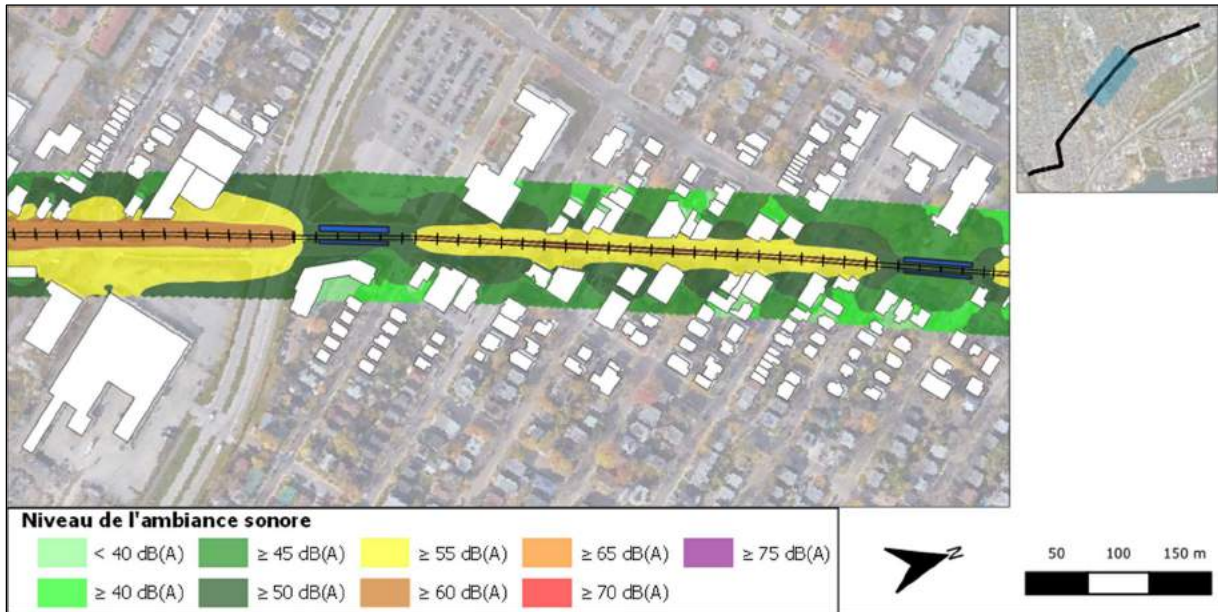 Niveau de l'ambiance sonore
< 40 dB(A) ≥ 45 dB(A) ≥ 55 dB(A) ≥ 65 dB(A) ≥ 75 dB(A)
≥ 40 dB(A) ≥ 50 dB(A) ≥ 60 dB(A) ≥ 70 dB(A)
N
50 100 150 m